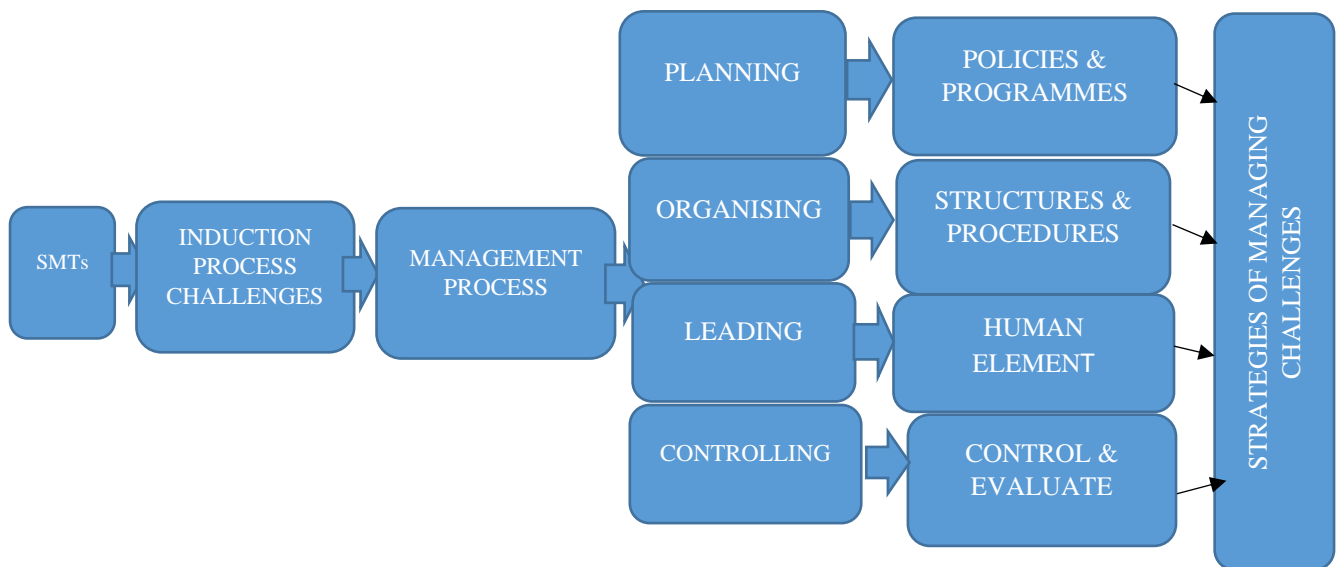 SMTs
INDUCTION
PROCESS
CHALLENGES
MANAGEMENT
PROCESS
PLANNING
POLICIES &
PROGRAMMES
ORGANISING
STRUCTURES &
PROCEDURES
LEADING
HUMAN
ELEMENT
CONTROLLING
CONTROL &
EVALUATE
STRATEGIES OF MANAGING
CHALLENGES